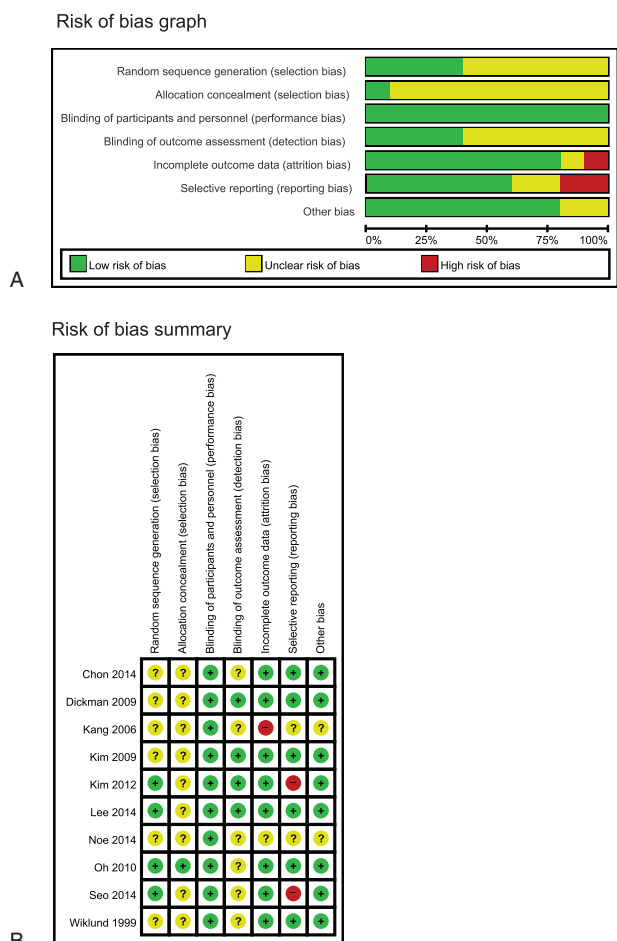 Risk of bias graph
Random sequence generation (selection bias)
Allocation concealment (selection bias)
Blinding of participants and personnel (performance bias)
Blinding of outcome assessment (detection bias)
Incomplete outcome data (attrition bias)
Selective reporting (reporting bias)
Other bias
0% 25% 50% 75% 100%
Low risk of bias Unclear risk of bias High risk of bias
A
Risk of bias summary
Random sequence generation (selection bias)
Allocation concealment (selection bias)
Blinding of participants and personnel (performance bias)
Blinding of outcome assessment (detection bias)
Incomplete outcome data (attrition bias)
Selective reporting (reporting bias)
Other bias
Chon 2014 ? ? + ? + + +
Dickman 2009 ? ? + + + + +
Kang 2006 ? ? + ? − ? ?
Kim 2009 ? ? + + + + +
Kim 2012 + ? + + + − +
Lee 2014 + ? + + + + +
Noe 2014 ? ? + ? ? ? ?
Oh 2010 + + + ? + + +
Seo 2014 + ? + ? + − +
Wiklund 1999 ? ? + ? + + +
B